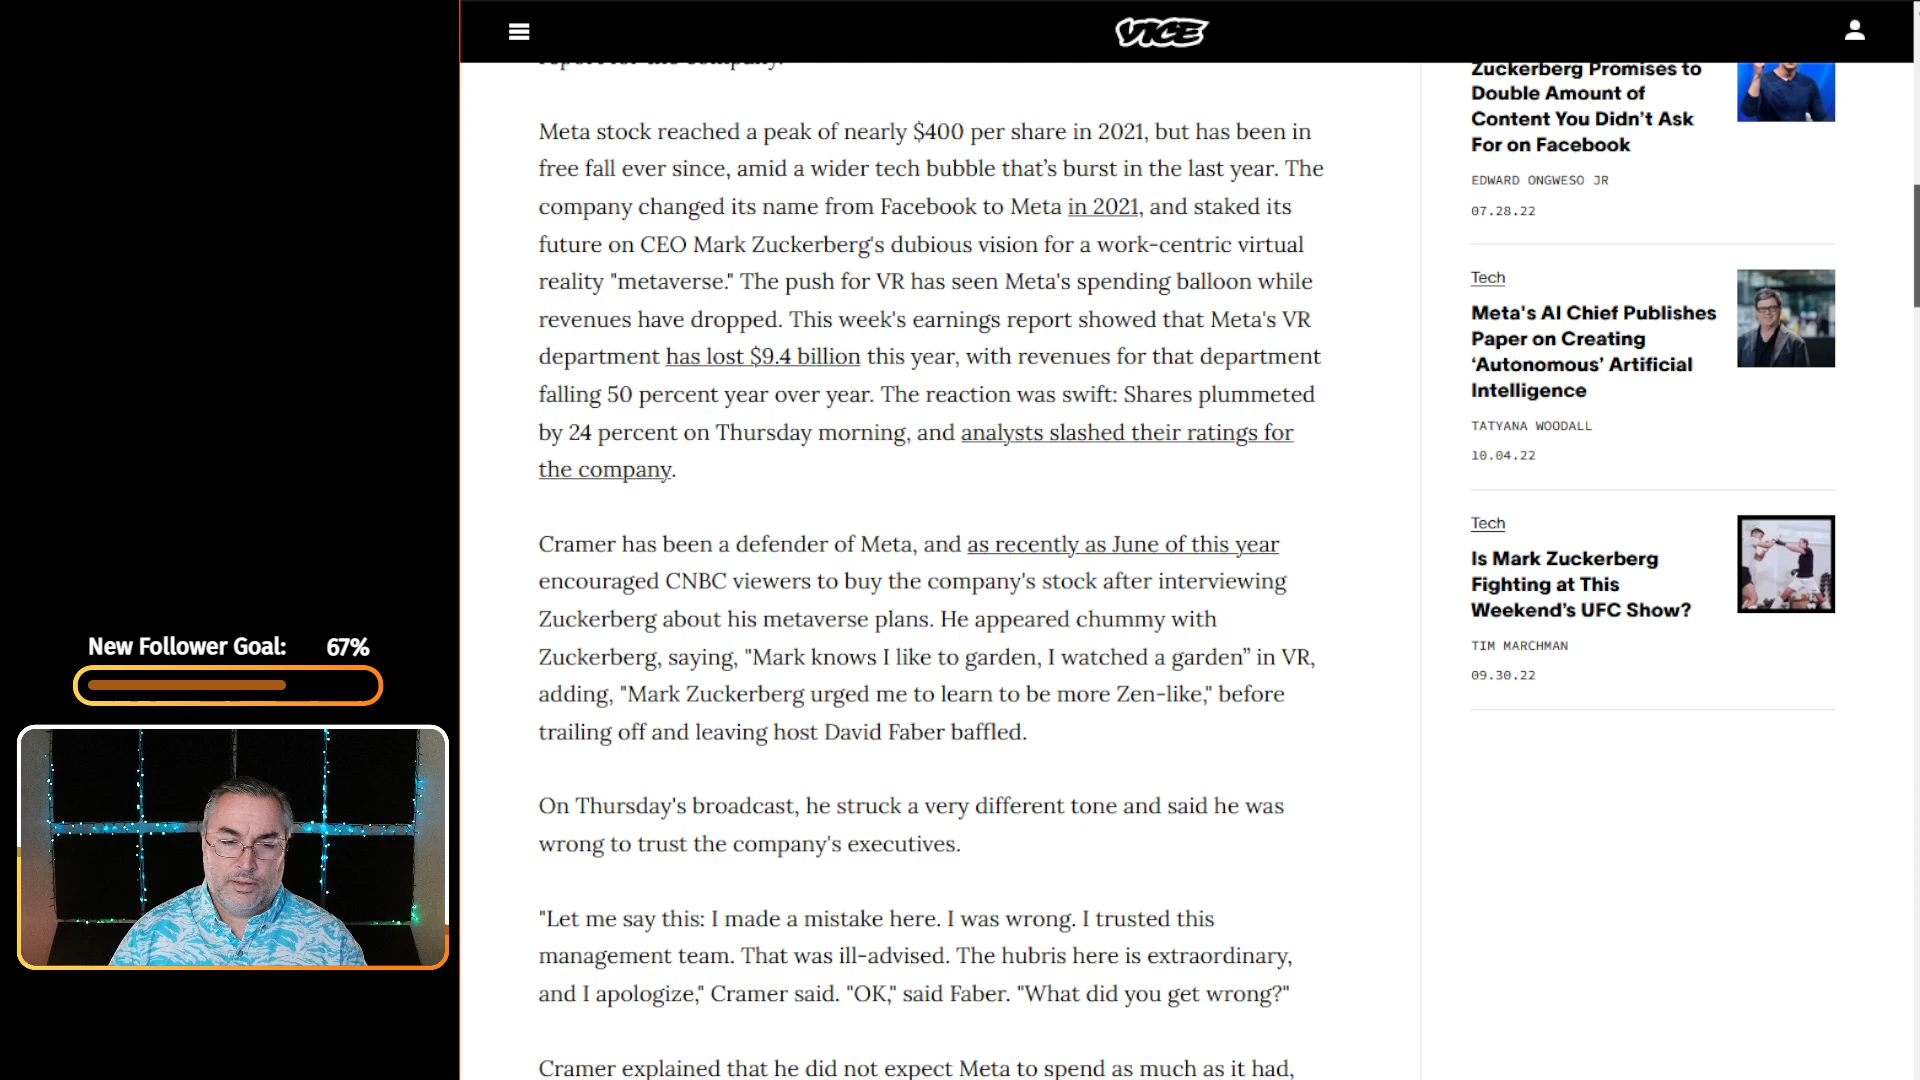 VICE
Meta stock reached a peak of nearly $400 per share in 2021, but has been in
free fall ever since, amid a wider tech bubble that’s burst in the last year. The
company changed its name from Facebook to Meta in 2021, and staked its
future on CEO Mark Zuckerberg's dubious vision for a work-centric virtual
reality "metaverse." The push for VR has seen Meta's spending balloon while
revenues have dropped. This week's earnings report showed that Meta's VR
department has lost $9.4 billion this year, with revenues for that department
falling 50 percent year over year. The reaction was swift: Shares plummeted
by 24 percent on Thursday morning, and analysts slashed their ratings for
the company.
Cramer has been a defender of Meta, and as recently as June of this year
encouraged CNBC viewers to buy the company's stock after interviewing
Zuckerberg about his metaverse plans. He appeared chummy with
Zuckerberg, saying, "Mark knows I like to garden, I watched a garden” in VR,
adding, "Mark Zuckerberg urged me to learn to be more Zen-like," before
trailing off and leaving host David Faber baffled.
On Thursday's broadcast, he struck a very different tone and said he was
wrong to trust the company's executives.
"Let me say this: I made a mistake here. I was wrong. I trusted this
management team. That was ill-advised. The hubris here is extraordinary,
and I apologize," Cramer said. "OK," said Faber. "What did you get wrong?"
Cramer explained that he did not expect Meta to spend as much as it had,
Zuckerberg Promises to
Double Amount of
Content You Didn’t Ask
For on Facebook
EDWARD ONGWESO JR
07.28.22
Tech
Meta's AI Chief Publishes
Paper on Creating
‘Autonomous’ Artificial
Intelligence
TATYANA WOODALL
10.04.22
Tech
Is Mark Zuckerberg
Fighting at This
Weekend’s UFC Show?
TIM MARCHMAN
09.30.22
New Follower Goal: 67%